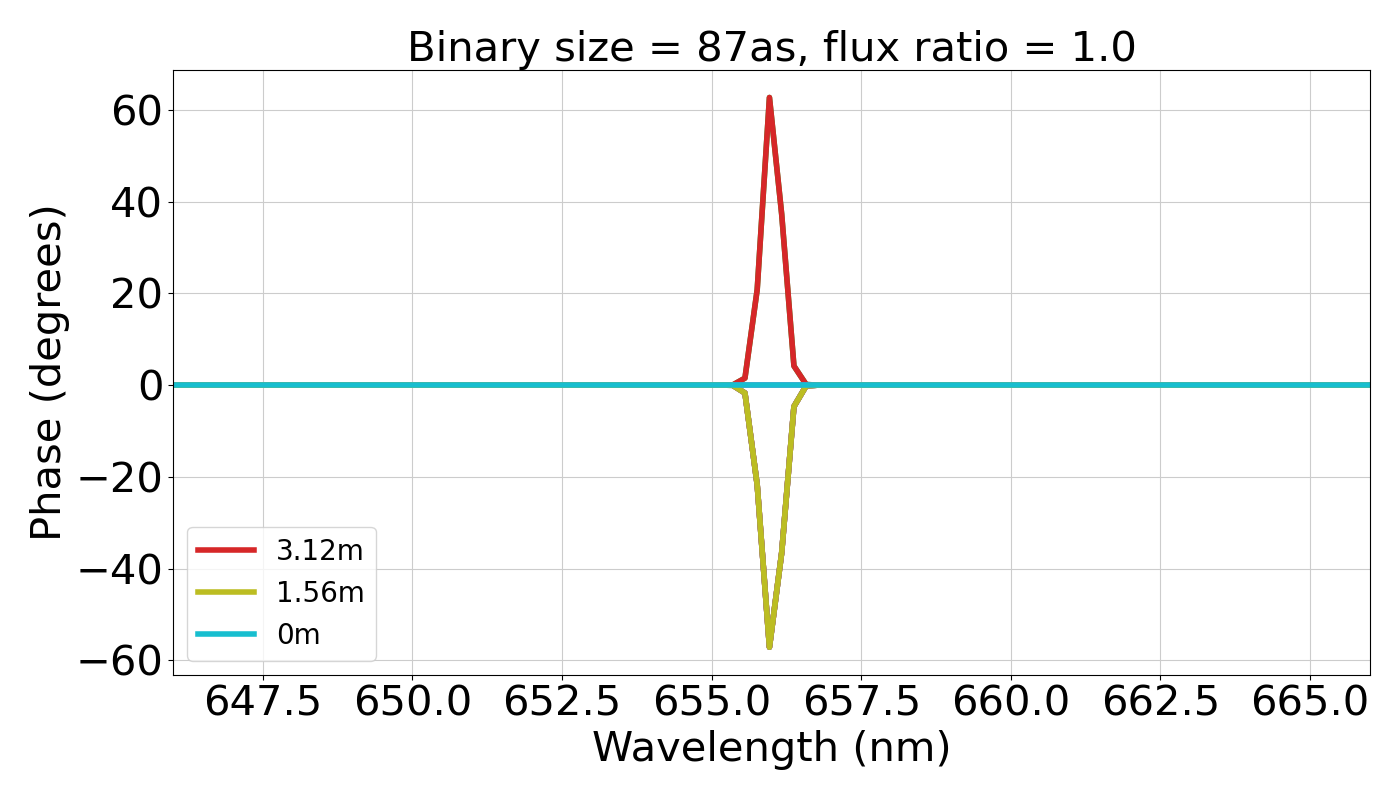 Binary size = 87as, flux ratio = 1.0
Phase (degrees)
60
40
20
0
−20
−40
−60
3.12m
1.56m
0m
647.5 650.0 652.5 655.0 657.5 660.0 662.5 665.0
Wavelength (nm)